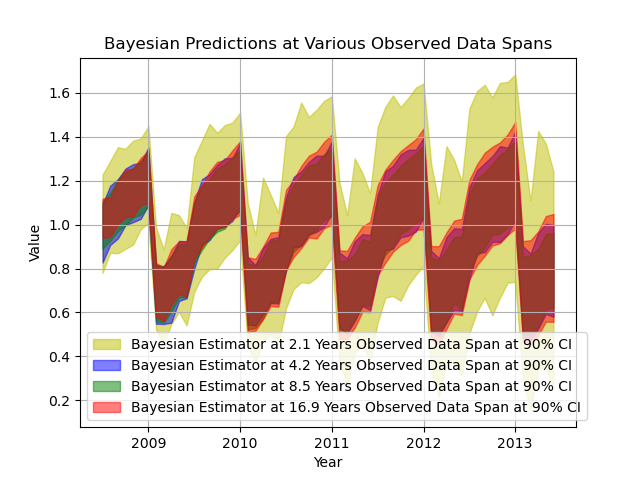 Bayesian Predictions at Various Observed Data Spans
1.6
1.4
1.2
1.0
0.8
0.6
0.4
0.2
Value
Bayesian Estimator at 2.1 Years Observed Data Span at 90% CI
Bayesian Estimator at 4.2 Years Observed Data Span at 90% CI
Bayesian Estimator at 8.5 Years Observed Data Span at 90% CI
Bayesian Estimator at 16.9 Years Observed Data Span at 90% CI
2009 2010 2011 2012 2013
Year